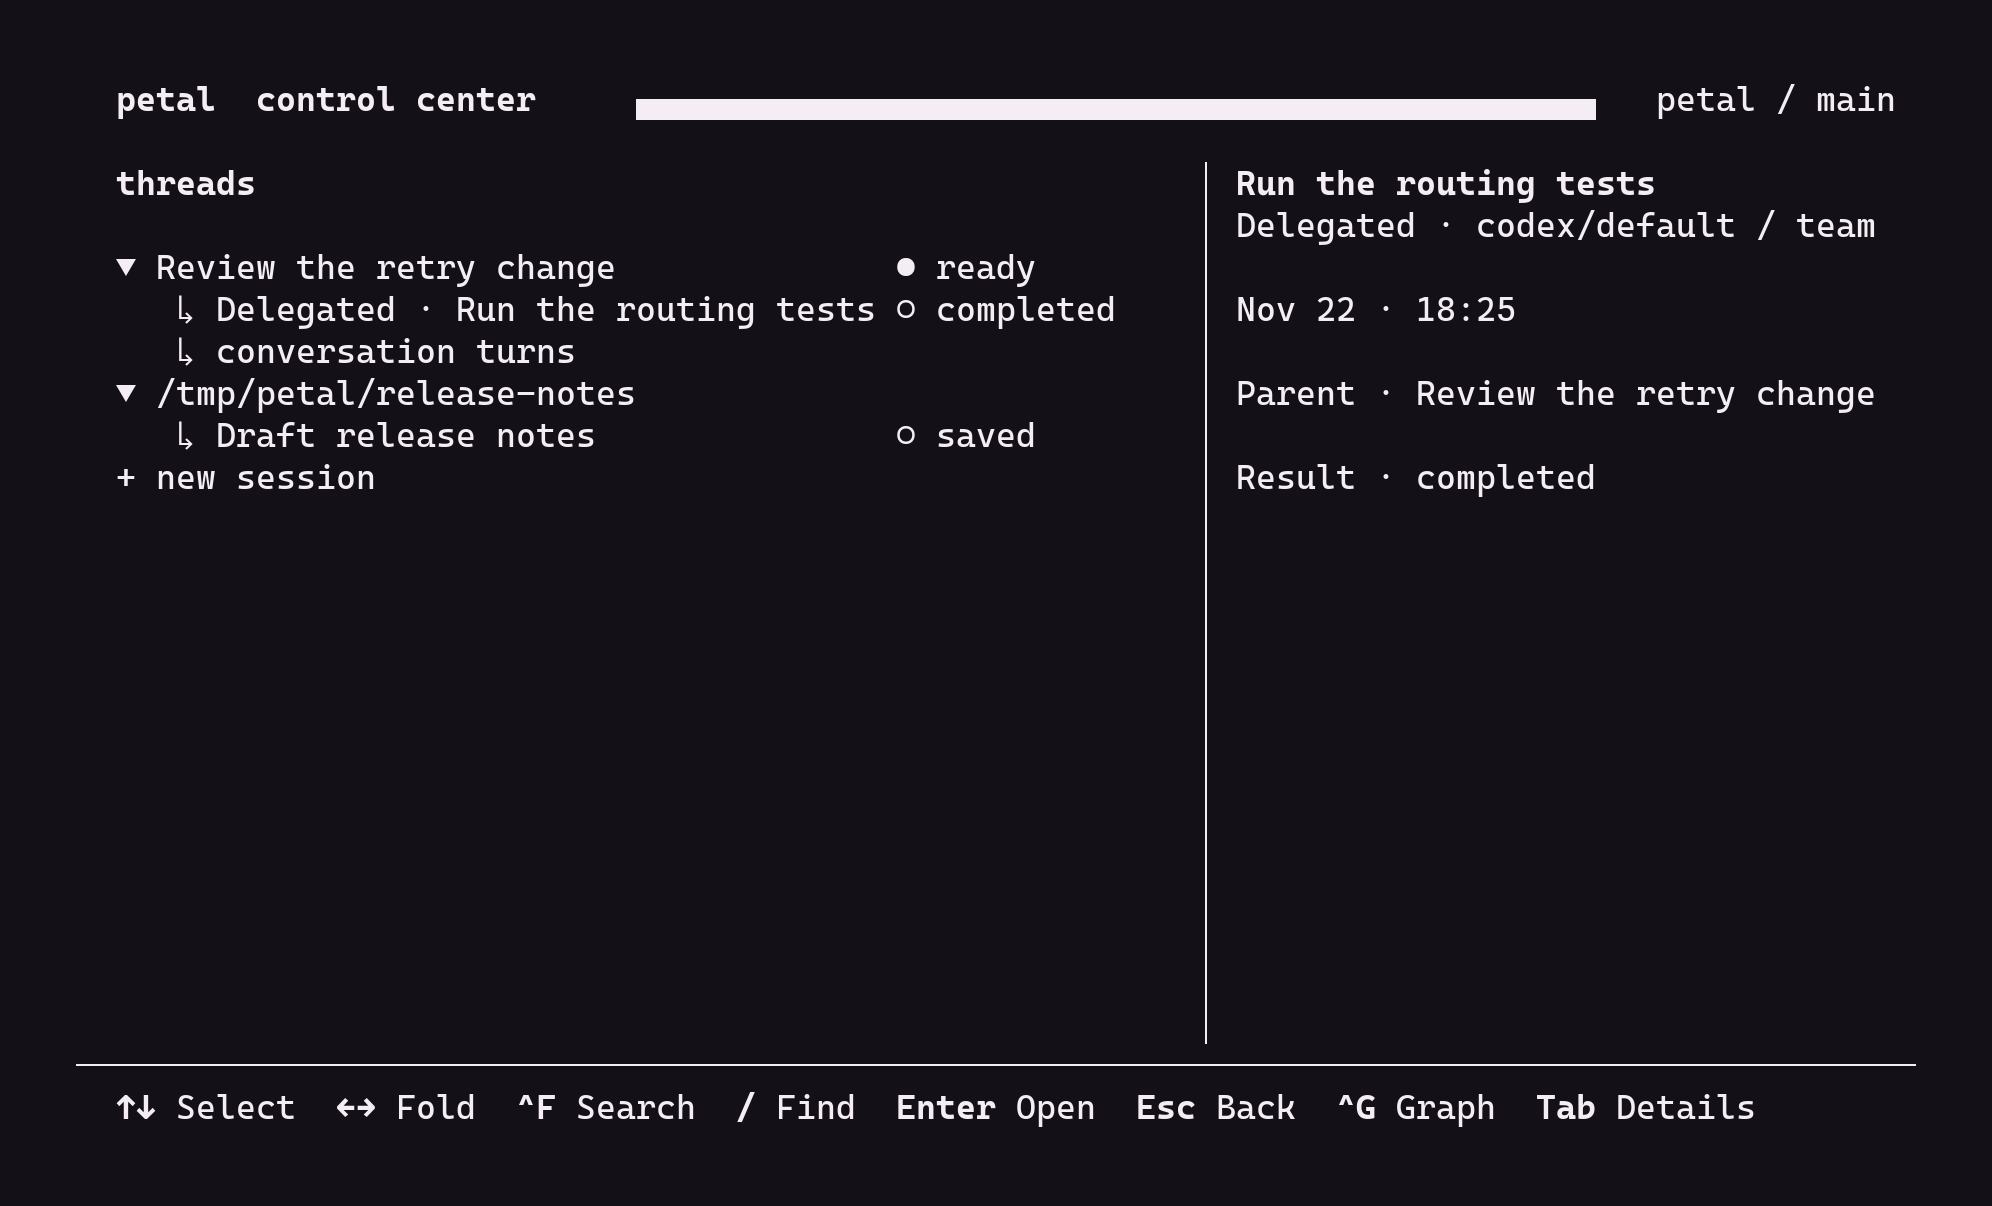 petal  control center  petal / main
threads
▼ Review the retry change ● ready
↳ Delegated · Run the routing tests ○ completed
↳ conversation turns
▼ /tmp/petal/release-notes
↳ Draft release notes ○ saved
+ new session
Run the routing tests
Delegated · codex/default / team
Nov 22 · 18:25
Parent · Review the retry change
Result · completed
↑↓ Select  ←→ Fold  ^F Search  / Find  Enter Open  Esc Back  ^G Graph  Tab Details